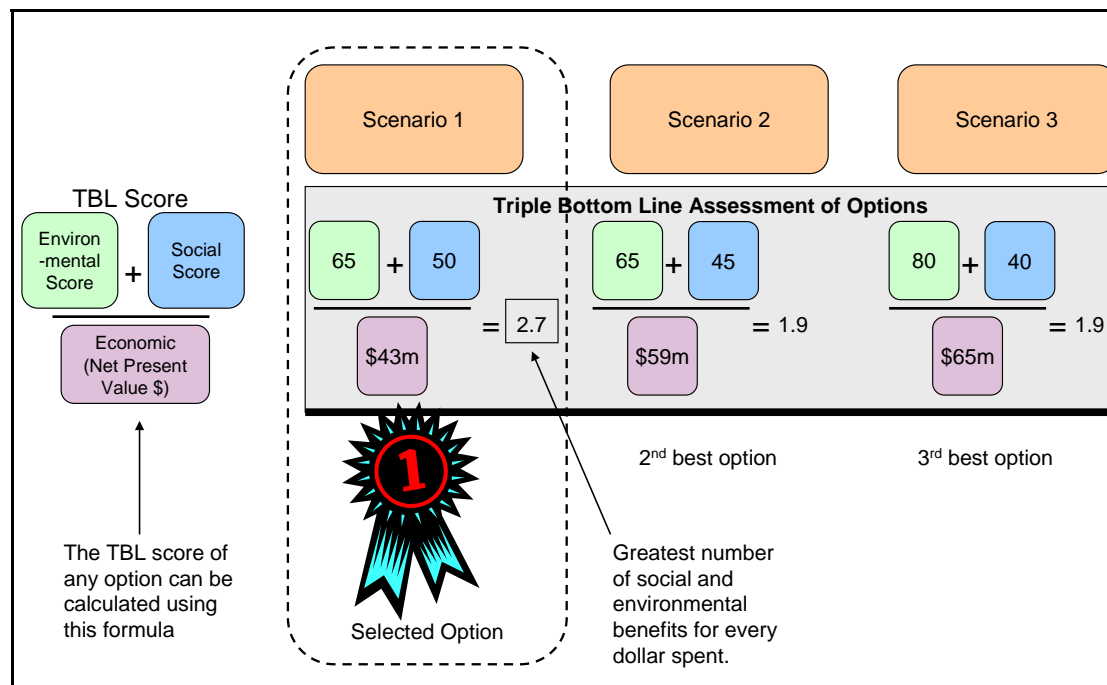 Scenario 1
Scenario 2
Scenario 3
TBL Score
Environ
-mental
Score
+
Social
Score
Economic
(Net Present
Value $)
Triple Bottom Line Assessment of Options
65 + 50
$43m
= 2.7
65 + 45
$59m
= 1.9
80 + 40
$65m
= 1.9
1
Selected Option
2nd best option
3rd best option
The TBL score of
any option can be
calculated using
this formula
Greatest number
of social and
environmental
benefits for every
dollar spent.